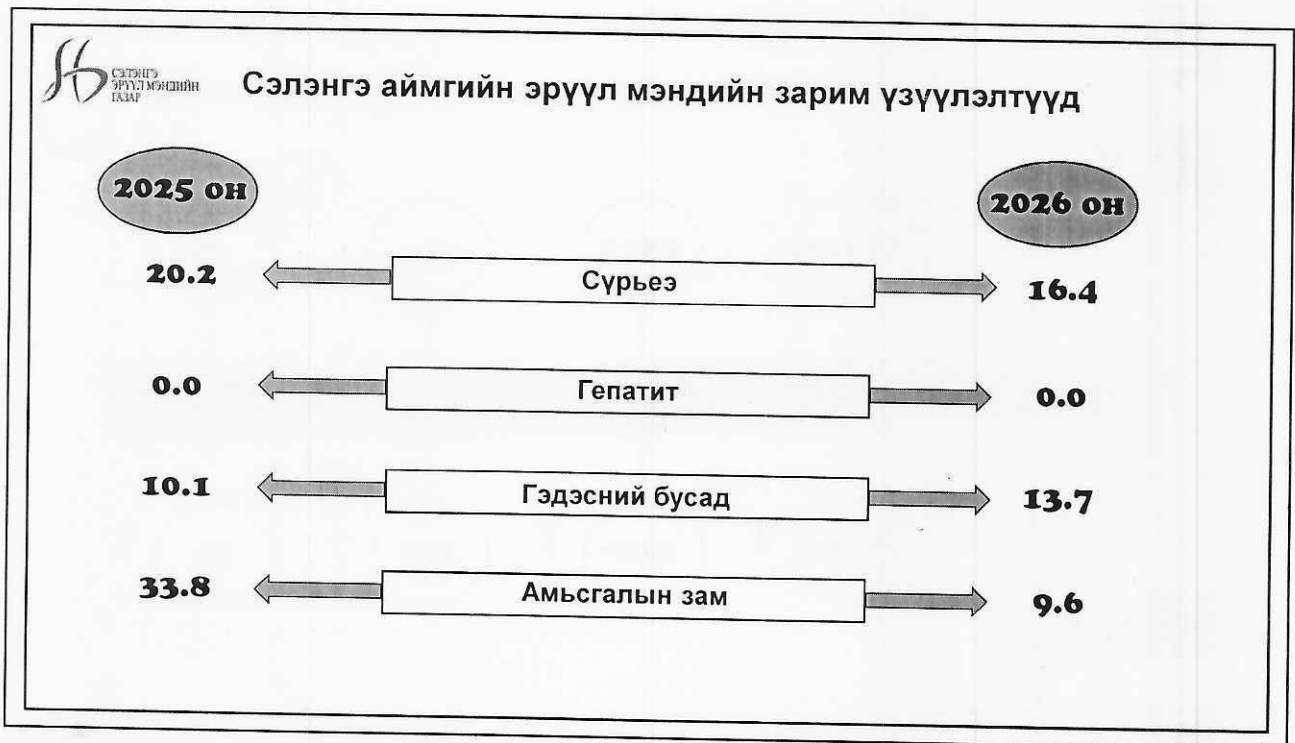 СЭЛЭНГЭ
ЭРҮҮЛ МЭНДИЙН
ГАЗАР
Сэлэнгэ аймгийн эрүүл мэндийн зарим үзүүлэлтүүд
2025 он
2026 он
20.2 Сүрьеэ 16.4
0.0 Гепатит 0.0
10.1 Гэдэсний бусад 13.7
33.8 Амьсгалын зам 9.6